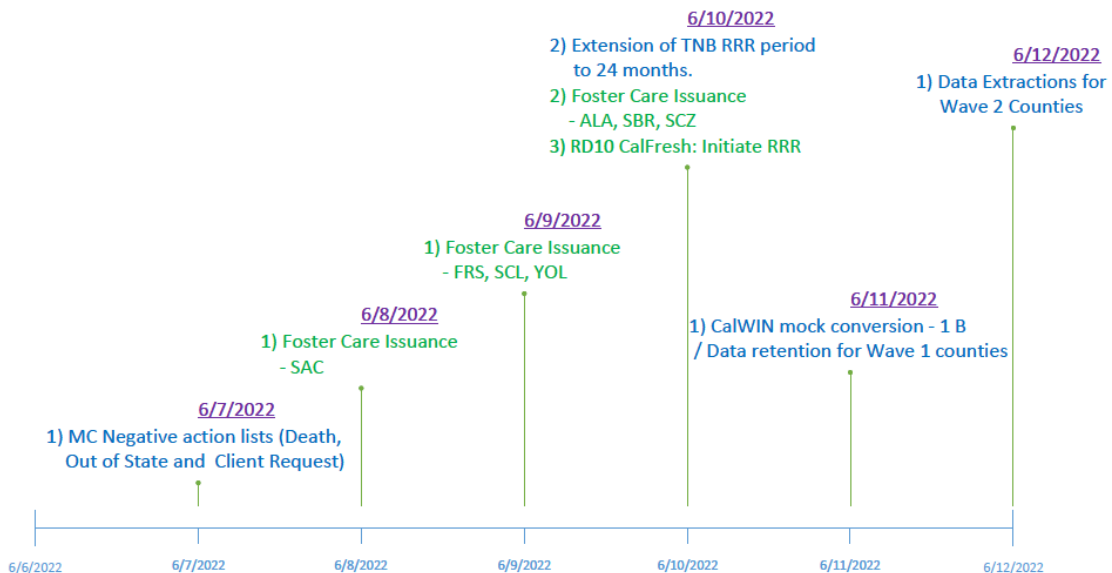 6/10/2022
2) Extension of TNB RRR period
to 24 months.
2) Foster Care Issuance
- ALA, SBR, SCZ
3) RD10 CalFresh: Initiate RRR
6/12/2022
1) Data Extractions for
Wave 2 Counties
6/9/2022
1) Foster Care Issuance
- FRS, SCL, YOL
6/8/2022
1) Foster Care Issuance
- SAC
6/11/2022
1) CalWIN mock conversion - 1 B
/ Data retention for Wave 1 counties
6/7/2022
1) MC Negative action lists (Death,
Out of State and Client Request)
6/6/2022
6/7/2022
6/8/2022
6/9/2022
6/10/2022
6/11/2022
6/12/2022